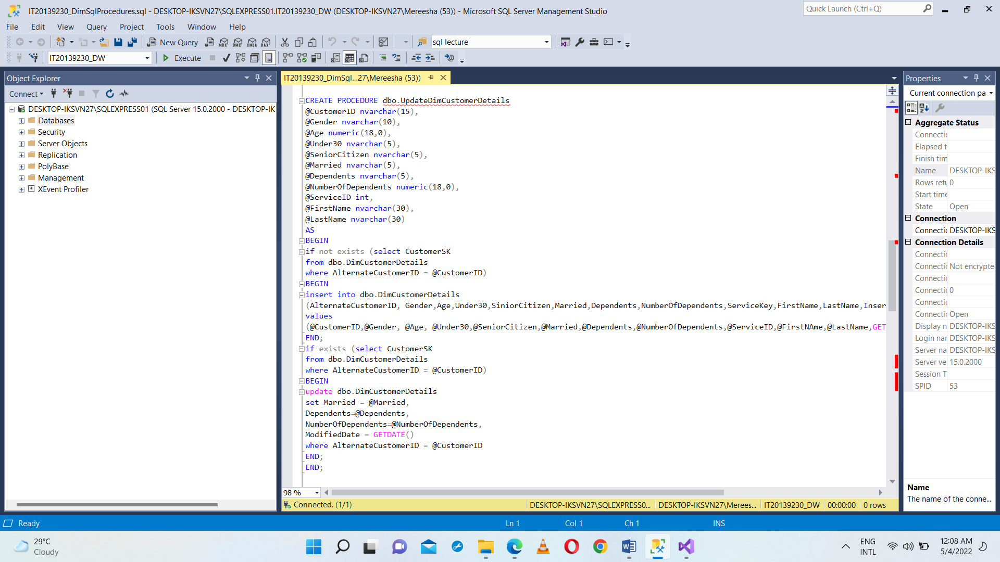 IT20139230_DimSqlProcedures.sql - DESKTOP-IKSVN27\SQLEXPRESS01.IT20139230_DW (DESKTOP-IKSVN27\Mereesha (53)) - Microsoft SQL Server Management Studio
Quick Launch (Ctrl+Q)
File Edit View Query Project Tools Window Help
New Query
MDX DMX XMLA DAX
sql lecture
IT20139230_DW
Execute
Object Explorer
Connect
DESKTOP-IKSVN27\SQLEXPRESS01 (SQL Server 15.0.2000 - DESKTOP-IK
Databases
Security
Server Objects
Replication
PolyBase
Management
XEvent Profiler
IT20139230_DimSql...27\Mereesha (53))
CREATE PROCEDURE dbo.UpdateDimCustomerDetails
@CustomerID nvarchar(15),
@Gender nvarchar(10),
@Age numeric(18,0),
@Under30 nvarchar(5),
@SeniorCitizen nvarchar(5),
@Married nvarchar(5),
@Dependents nvarchar(5),
@NumberOfDependents numeric(18,0),
@ServiceID int,
@FirstName nvarchar(30),
@LastName nvarchar(30)
AS
BEGIN
if not exists (select CustomerSK
from dbo.DimCustomerDetails
where AlternateCustomerID = @CustomerID)
BEGIN
insert into dbo.DimCustomerDetails
(AlternateCustomerID, Gender,Age,Under30,SiniorCitizen,Married,Dependents,NumberOfDependents,ServiceKey,FirstName,LastName,Inser
values
(@CustomerID,@Gender, @Age, @Under30,@SeniorCitizen,@Married,@Dependents,@NumberOfDependents,@ServiceID,@FirstNAme,@LastName,GET
END;
if exists (select CustomerSK
from dbo.DimCustomerDetails
where AlternateCustomerID = @CustomerID)
BEGIN
update dbo.DimCustomerDetails
set Married = @Married,
Dependents=@Dependents,
NumberOfDependents=@NumberOfDependents,
ModifiedDate = GETDATE()
where AlternateCustomerID = @CustomerID
END;
END;
98 %
Connected. (1/1)
DESKTOP-IKSVN27\SQLEXPRESS0... DESKTOP-IKSVN27\Merees... IT20139230_DW 00:00:00 0 rows
Properties
Current connection pa
Aggregate Status
Connectic
Elapsed t
Finish tim
Name DESKTOP-IKS
Rows retu 0
Start time
State Open
Connection
Connectic DESKTOP-IKS
Connection Details
Connectic
Connectic Not encrypte
Connectic
Connectic 0
Connectic
Connectic Open
Display n DESKTOP-IKS
Login nar DESKTOP-IKS
Server na DESKTOP-IKS
Server ve 15.0.2000
Session T
SPID 53
Name
The name of the conne...
Ready
Ln 1 Col 1 Ch 1 INS
29°C
Cloudy
ENG
INTL
12:08 AM
5/4/2022